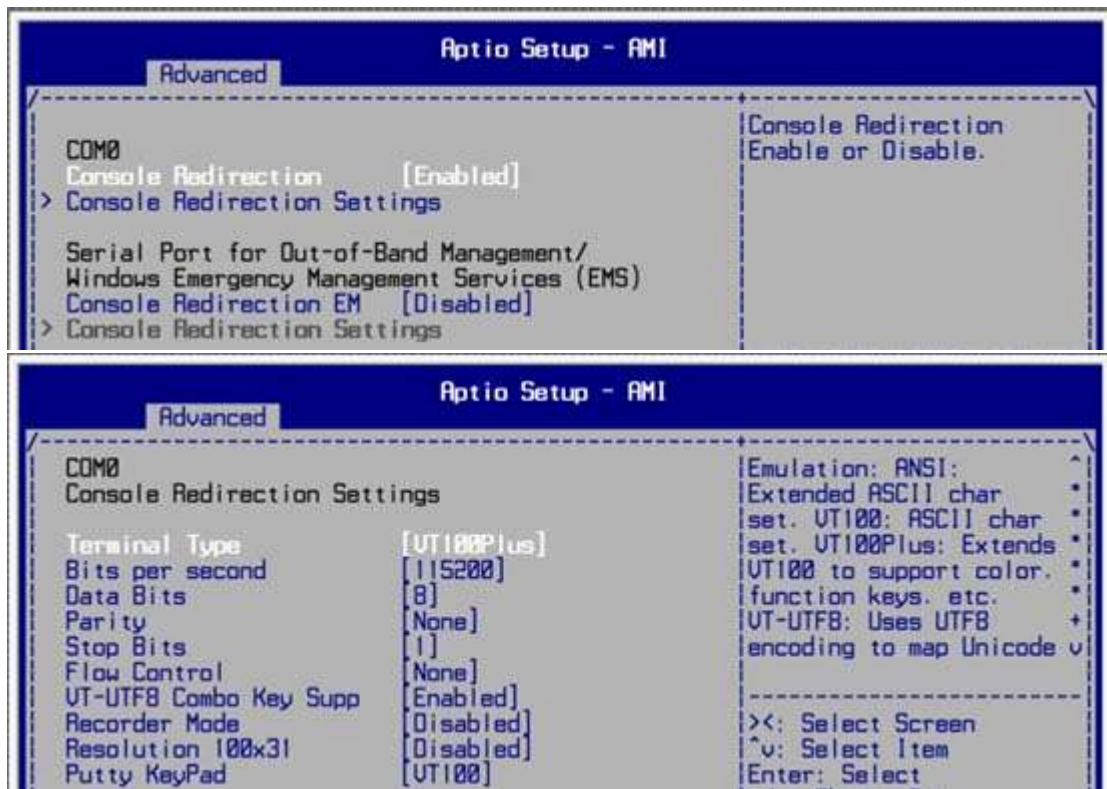 Aptio Setup - AMI
Advanced
COM0
Console Redirection [Enabled]
> Console Redirection Settings
Serial Port for Out-of-Band Management/
Windows Emergency Management Services (EMS)
Console Redirection EM [Disabled]
> Console Redirection Settings
Console Redirection
Enable or Disable.
Aptio Setup - AMI
Advanced
COM0
Console Redirection Settings
Terminal Type [VT100Plus]
Bits per second [115200]
Data Bits [8]
Parity [None]
Stop Bits [1]
Flow Control [None]
VT-UTF8 Combo Key Supp [Enabled]
Recorder Mode [Disabled]
Resolution 100x31 [Disabled]
Putty KeyPad [VT100]
Emulation: ANSI:
Extended ASCII char
set. VT100: ASCII char
set. VT100Plus: Extends
VT100 to support color.
function keys. etc.
VT-UTF8: Uses UTF8
encoding to map Unicode
><: Select Screen
^v: Select Item
Enter: Select